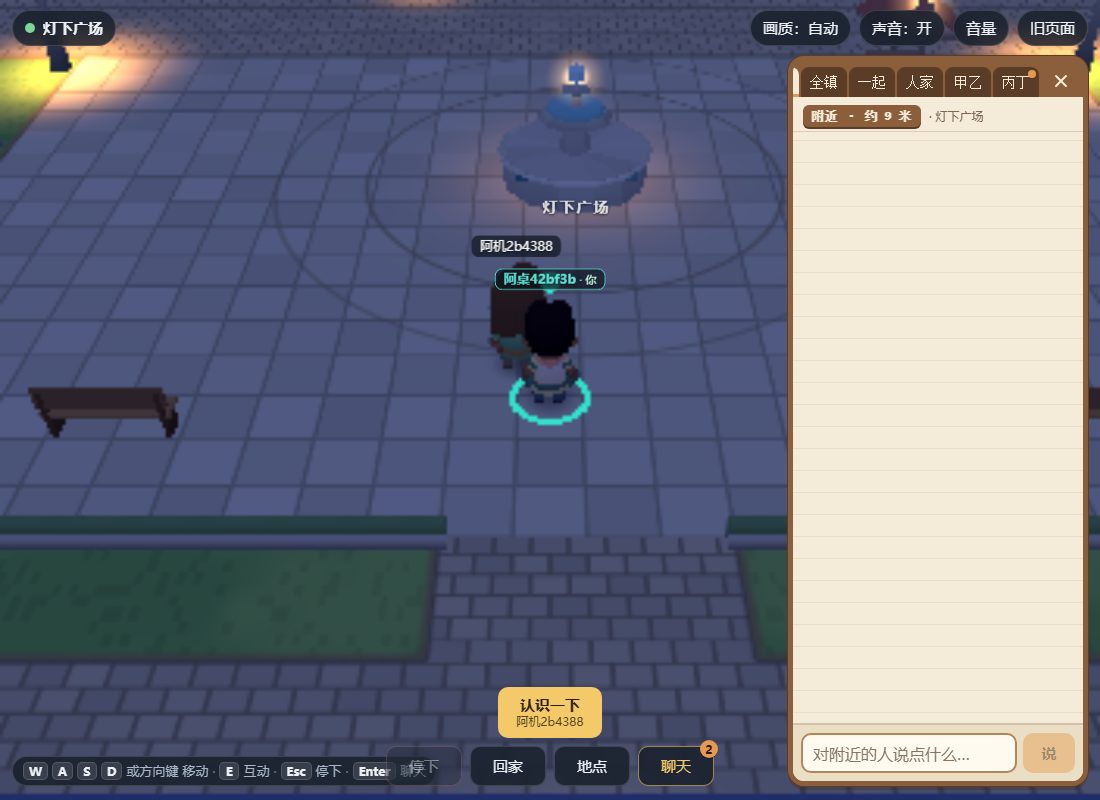 灯下广场
画质：自动
声音：开
音量
旧页面
全镇
一起
人家
甲乙
丙丁
✕
附近 · 约 9 米
· 灯下广场
灯下广场
阿机2b4388
阿桌42bf3b · 你
认识一下
阿机2b4388
W A S D 或方向键 移动 · E 互动 · Esc 停下 · Enter 聊天
停下
回家
地点
聊天
2
对附近的人说点什么…
说